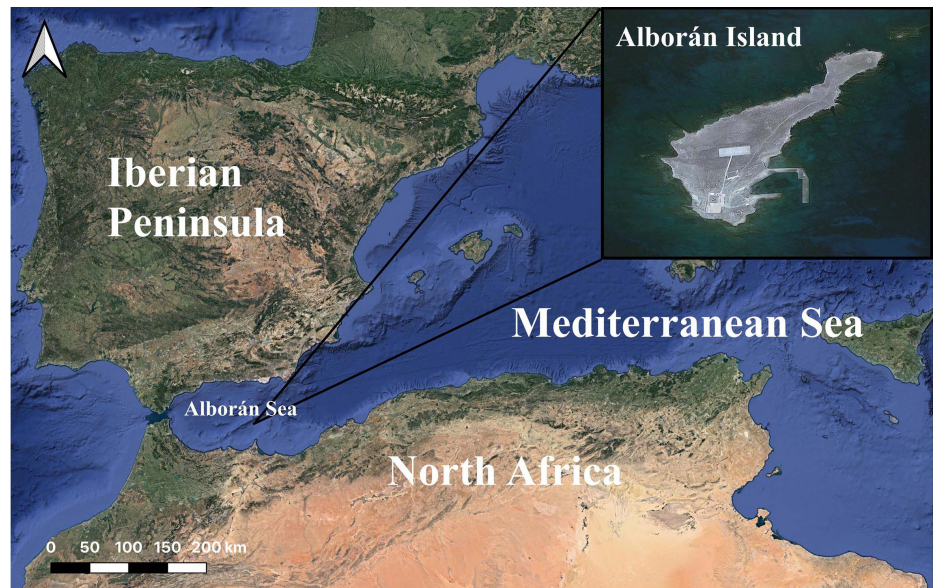 Alborán Island
Iberian
Peninsula
Mediterranean Sea
Alborán Sea
North Africa
0 50 100 150 200 km